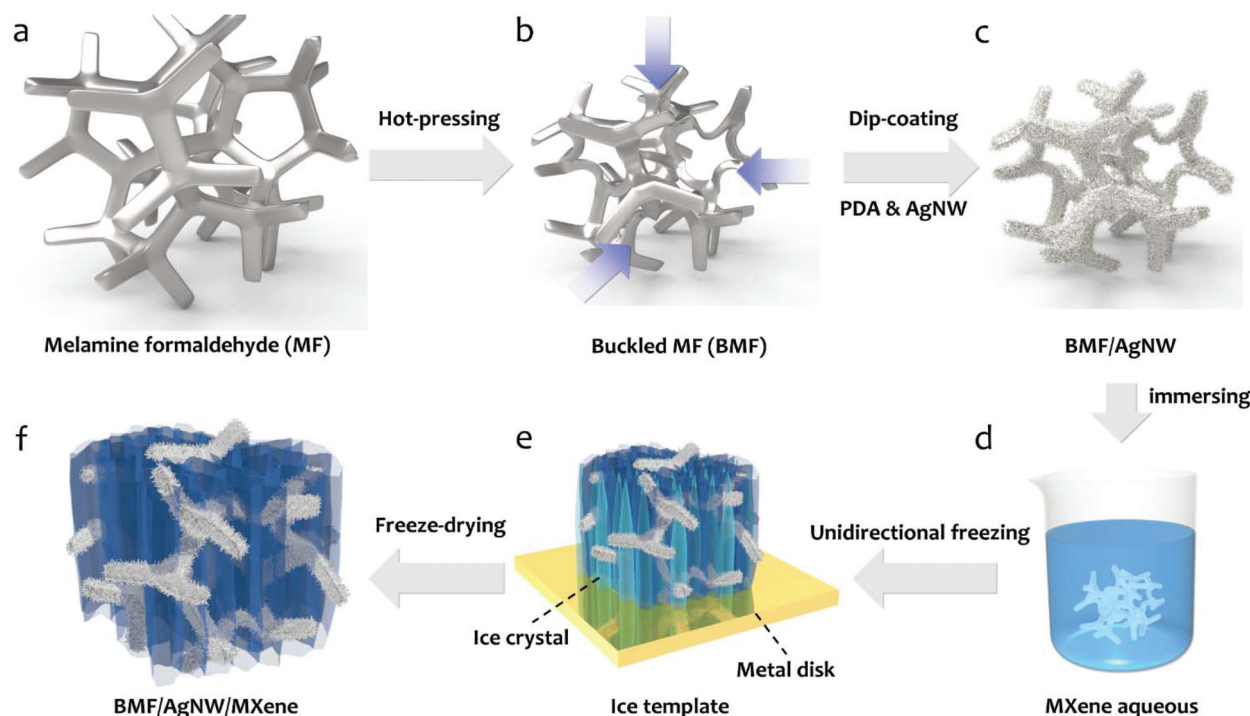 a
b
c
Hot-pressing
Dip-coating
PDA & AgNW
Melamine formaldehyde (MF)
Buckled MF (BMF)
BMF/AgNW
immersing
f
e
d
Freeze-drying
Unidirectional freezing
Ice crystal
Metal disk
BMF/AgNW/MXene
Ice template
MXene aqueous